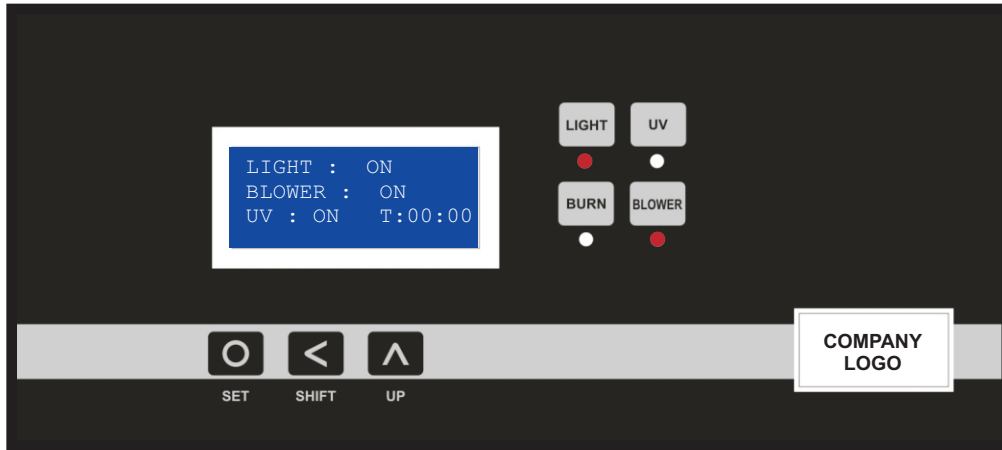 LIGHT : ON
BLOWER : ON
UV : ON T:00:00
LIGHT UV
BURN BLOWER
SET SHIFT UP
COMPANY
LOGO